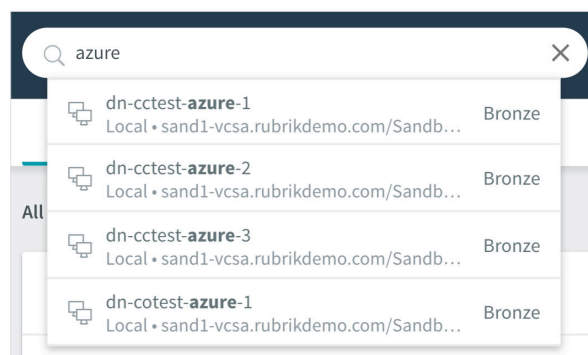 azure
dn-cctest-azure-1
Local • sand1-vcsa.rubrikdemo.com/Sandb…
Bronze
dn-cctest-azure-2
Local • sand1-vcsa.rubrikdemo.com/Sandb…
Bronze
All
dn-cctest-azure-3
Local • sand1-vcsa.rubrikdemo.com/Sandb…
Bronze
dn-cotest-azure-1
Local • sand1-vcsa.rubrikdemo.com/Sandb…
Bronze